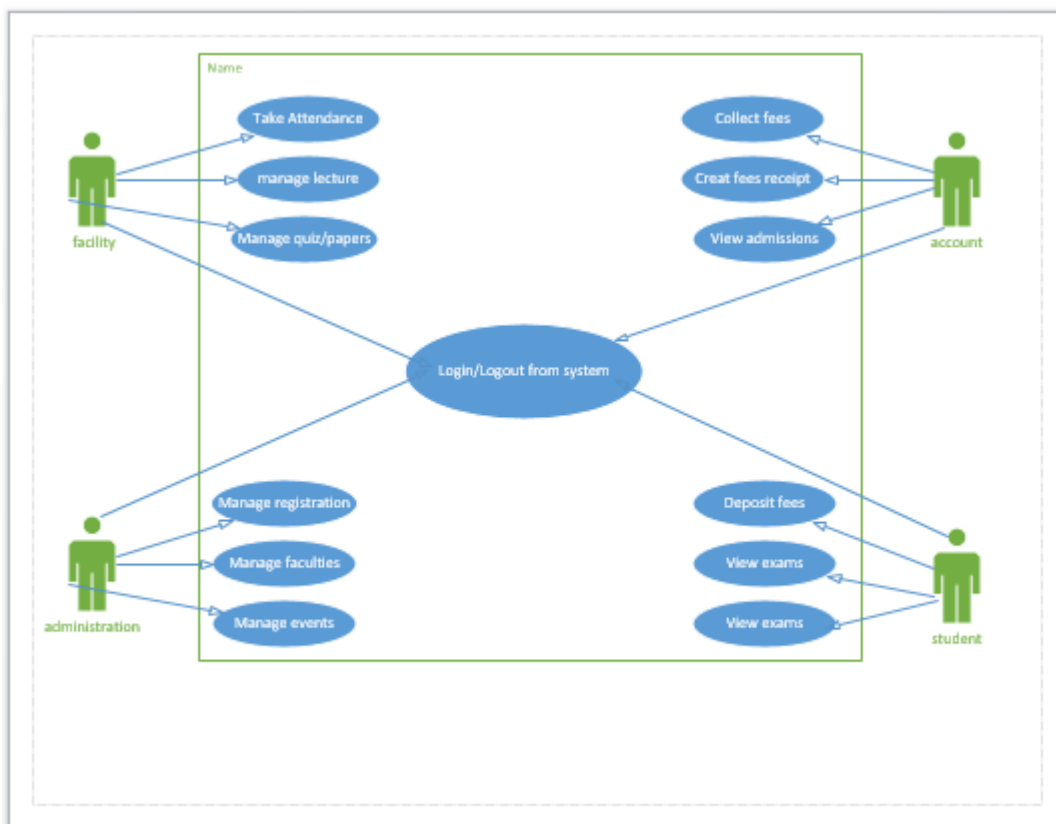 Name
Take Attendance
Collect fees
manage lecture
Creat fees receipt
Manage quiz/papers
View admissions
facility
account
Login/Logout from system
Manage registration
Deposit fees
Manage faculties
View exams
Manage events
View exams
administration
student